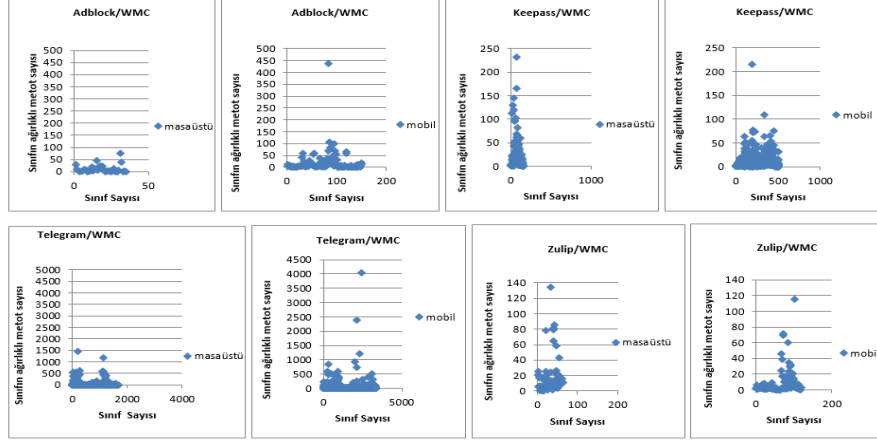 Adblock/WMC
Sınıfın ağırlıklı metot sayısı
500
450
400
350
300
250
200
150
100
50
0
0 50
Sınıf Sayısı
masaüstü
Adblock/WMC
Sınıfın ağırlıklı metot sayısı
500
450
400
350
300
250
200
150
100
50
0
0 100 200
Sınıf Sayısı
mobil
Keepass/WMC
Sınıfın ağırlıklı metot sayısı
250
200
150
100
50
0
0 1000
Sınıf Sayısı
masaüstü
Keepass/WMC
Sınıfın ağırlıklı metot sayısı
250
200
150
100
50
0
0 500 1000
Sınıf Sayısı
mobil
Telegram/WMC
Sınıfın ağırlıklı metot sayısı
5000
4500
4000
3500
3000
2500
2000
1500
1000
500
0
0 2000 4000
Sınıf Sayısı
masaüstü
Telegram/WMC
Sınıfın ağırlıklı metot sayısı
4500
4000
3500
3000
2500
2000
1500
1000
500
0
0 5000
Sınıf Sayısı
mobil
Zulip/WMC
Sınıfın ağırlıklı metot sayısı
140
120
100
80
60
40
20
0
0 100 200
Sınıf Sayısı
masaüstü
Zulip/WMC
Sınıfın ağırlıklı metot sayısı
140
120
100
80
60
40
20
0
0 200
Sınıf Sayısı
mobil